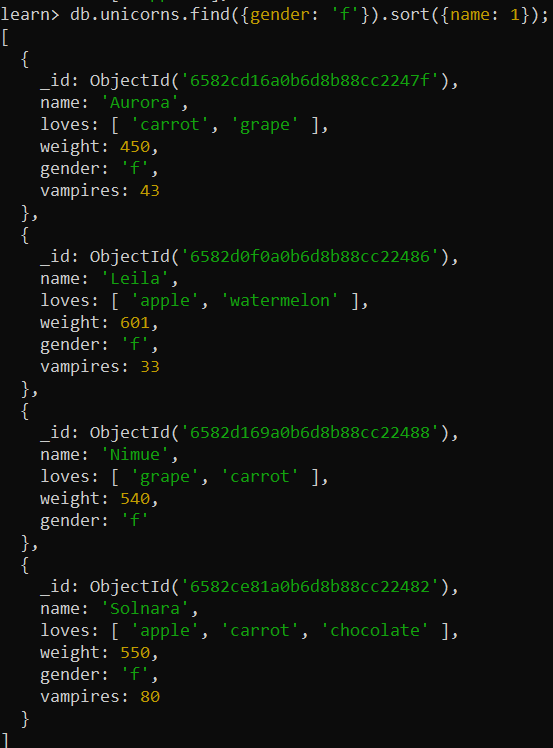 learn> db.unicorns.find({gender: 'f'}).sort({name: 1});
[
  {
    _id: ObjectId('6582cd16a0b6d8b88cc2247f'),
    name: 'Aurora',
    loves: [ 'carrot', 'grape' ],
    weight: 450,
    gender: 'f',
    vampires: 43
  },
  {
    _id: ObjectId('6582d0f0a0b6d8b88cc22486'),
    name: 'Leila',
    loves: [ 'apple', 'watermelon' ],
    weight: 601,
    gender: 'f',
    vampires: 33
  },
  {
    _id: ObjectId('6582d169a0b6d8b88cc22488'),
    name: 'Nimue',
    loves: [ 'grape', 'carrot' ],
    weight: 540,
    gender: 'f'
  },
  {
    _id: ObjectId('6582ce81a0b6d8b88cc22482'),
    name: 'Solnara',
    loves: [ 'apple', 'carrot', 'chocolate' ],
    weight: 550,
    gender: 'f',
    vampires: 80
  }
]